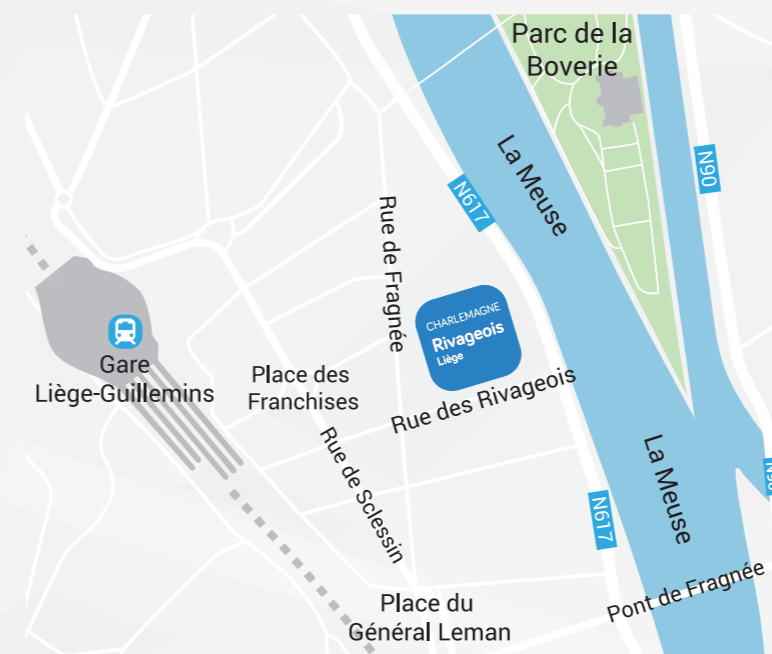 Parc de la
Boverie
La Meuse
N90
N617
Rue de Fragnée
CHARLEMAGNE
Rivageois
Liège
Gare
Liège-Guillemins
Place des
Franchises
Rue des Rivageois
Rue de Sclessin
La Meuse
N617
Pont de Fragnée
Place du
Général Leman